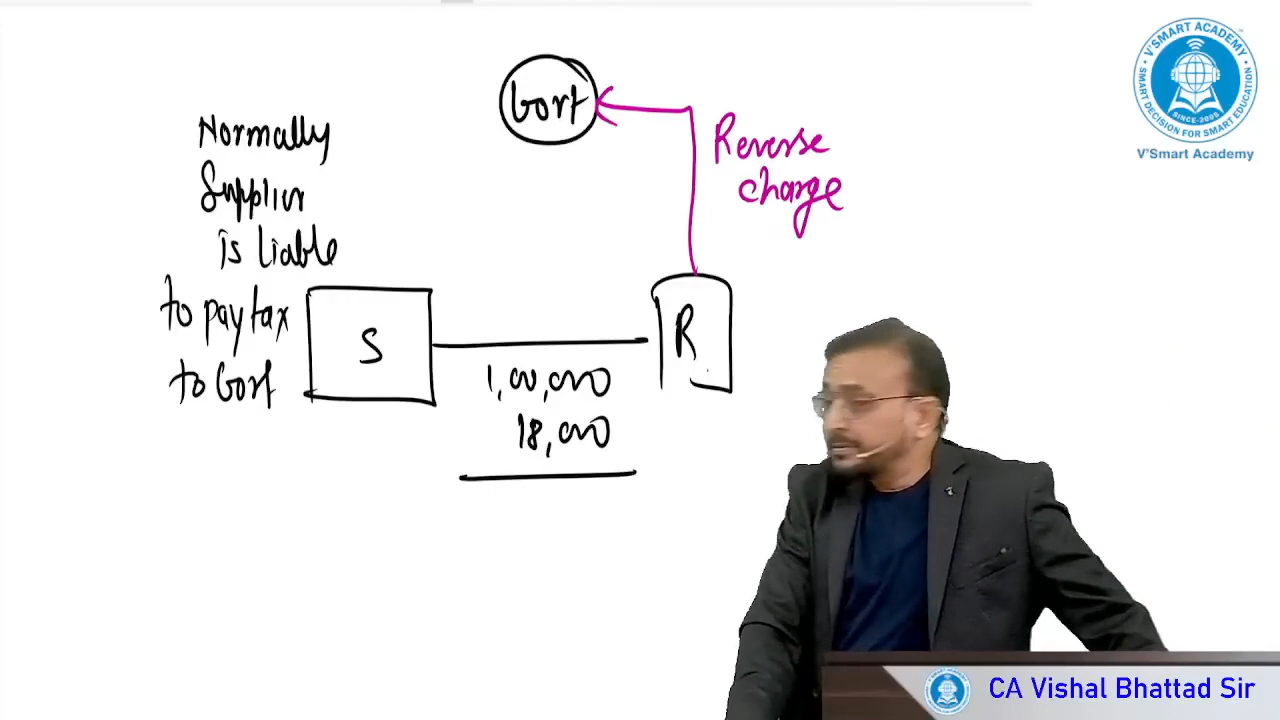 Govt
Normally
Supplier
is liable
to pay tax
to Govt
Reverse
charge
S
R
1,00,000
18,000
V'SMART ACADEMY
SMART DECISION FOR SMART EDUCATION
SINCE-2005
V'Smart Academy
CA Vishal Bhattad Sir